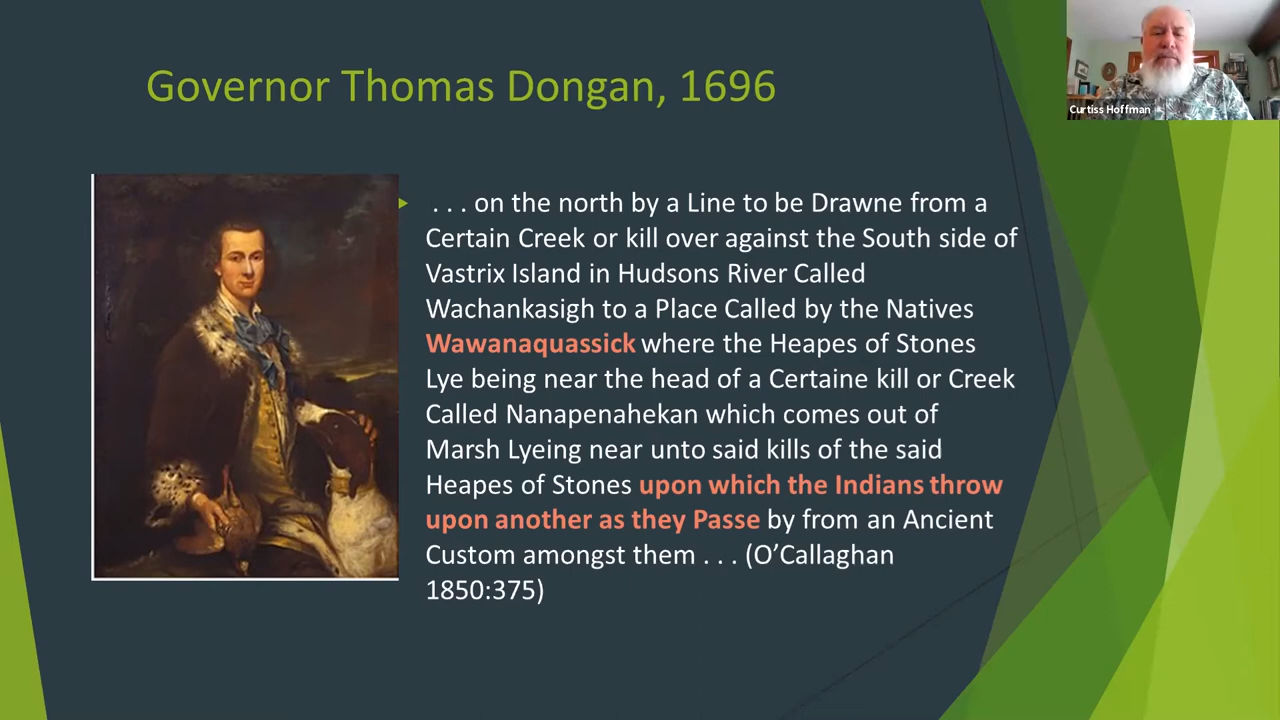 Governor Thomas Dongan, 1696
Curtiss Hoffman
. . . on the north by a Line to be Drawne from a
Certain Creek or kill over against the South side of
Vastrix Island in Hudsons River Called
Wachankasigh to a Place Called by the Natives
Wawanaquassick where the Heapes of Stones
Lye being near the head of a Certaine kill or Creek
Called Nanapenahekan which comes out of
Marsh Lyeing near unto said kills of the said
Heapes of Stones upon which the Indians throw
upon another as they Passe by from an Ancient
Custom amongst them . . . (O’Callaghan
1850:375)